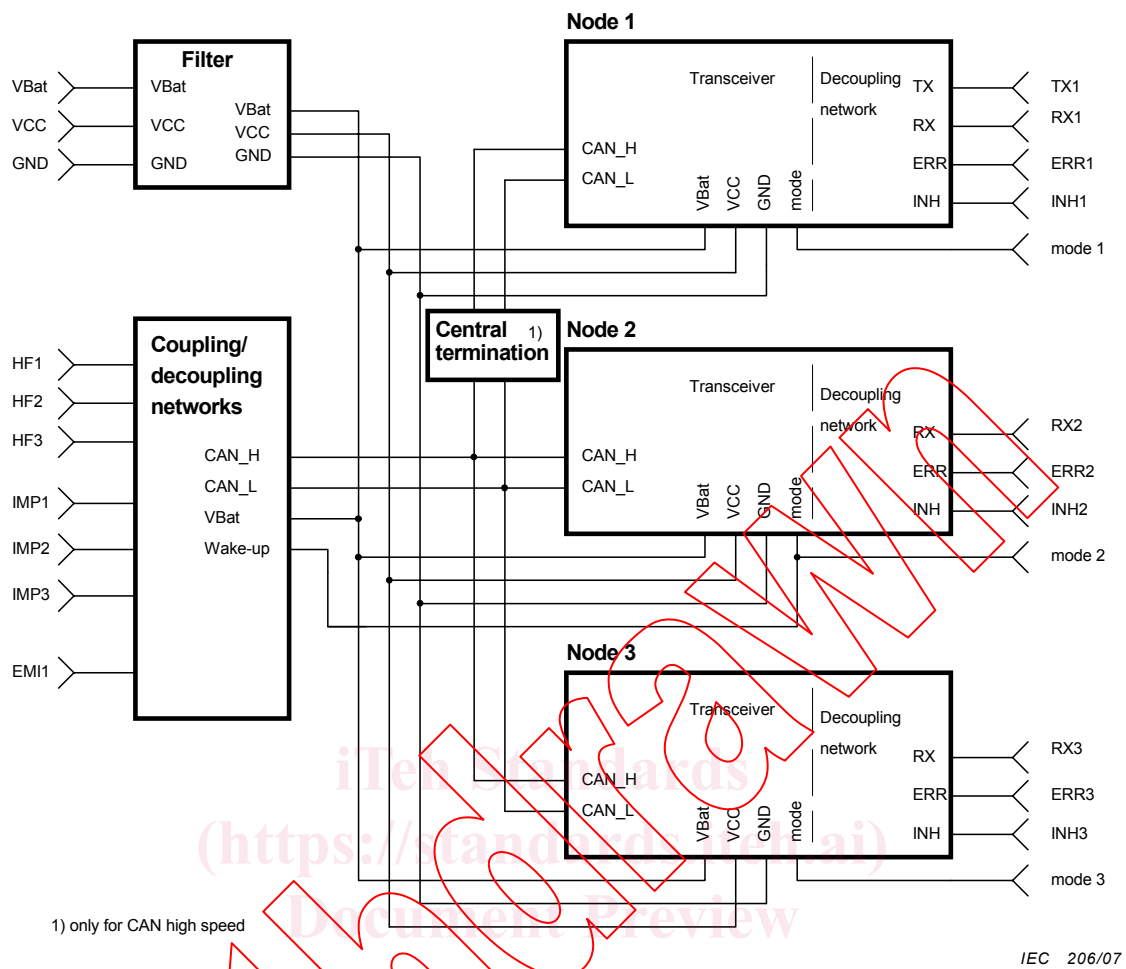 Node 1
Filter
VBat
VCC
GND
VBat
VCC
GND
VBat
VCC
GND
Transceiver
Decoupling
network
CAN_H
CAN_L
VBat
VCC
GND
mode
TX
RX
ERR
INH
TX1
RX1
ERR1
INH1
mode 1
Central 1)
termination
Coupling/
decoupling
networks
HF1
HF2
HF3
IMP1
IMP2
IMP3
EMI1
CAN_H
CAN_L
VBat
Wake-up
Node 2
Transceiver
Decoupling
network
CAN_H
CAN_L
VBat
VCC
GND
mode
RX
ERR
INH
RX2
ERR2
INH2
mode 2
Node 3
Transceiver
Decoupling
network
CAN_H
CAN_L
VBat
VCC
GND
mode
RX
ERR
INH
RX3
ERR3
INH3
mode 3
iTeh Standards
(https://standards.iteh.ai)
Document Preview
1) only for CAN high speed
IEC 206/07